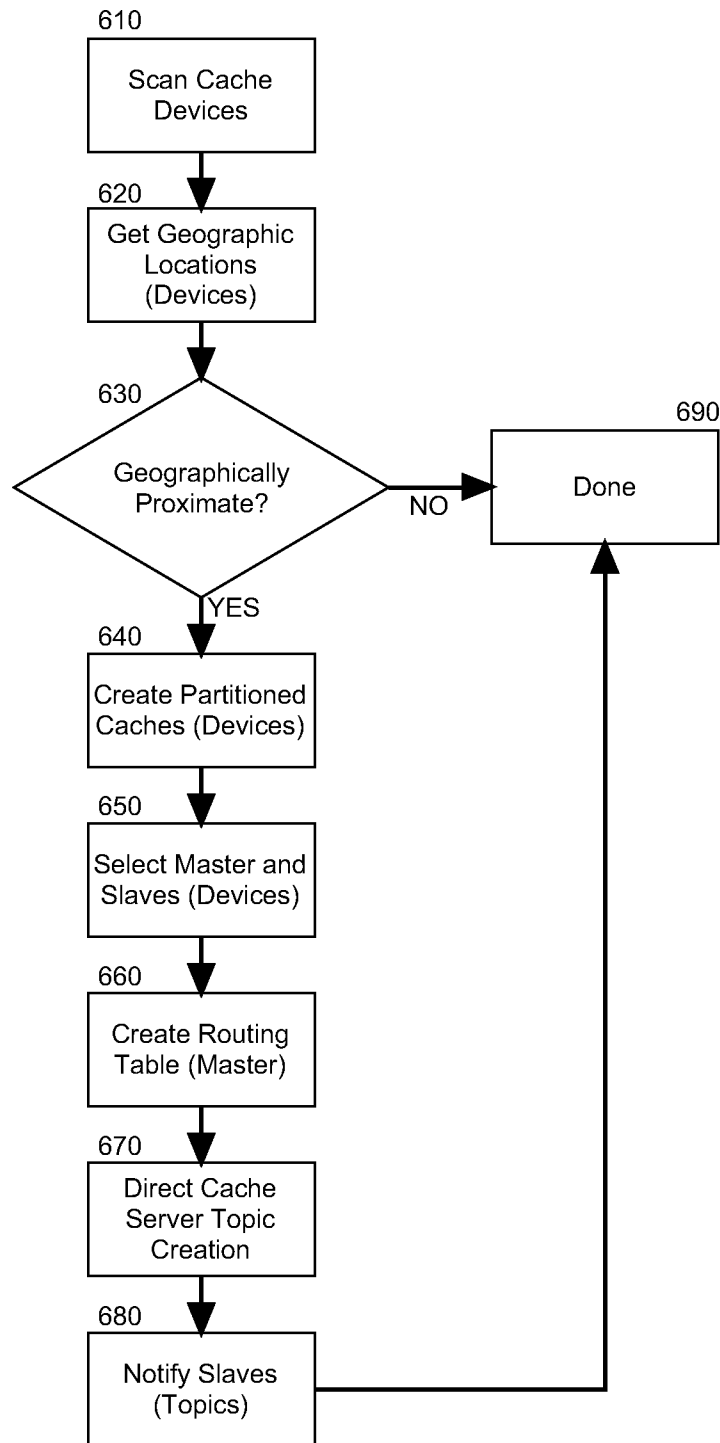 610
Scan Cache
Devices
620
Get Geographic
Locations
(Devices)
630
Geographically
Proximate?
NO
690
Done
YES
640
Create Partitioned
Caches (Devices)
650
Select Master and
Slaves (Devices)
660
Create Routing
Table (Master)
670
Direct Cache
Server Topic
Creation
680
Notify Slaves
(Topics)